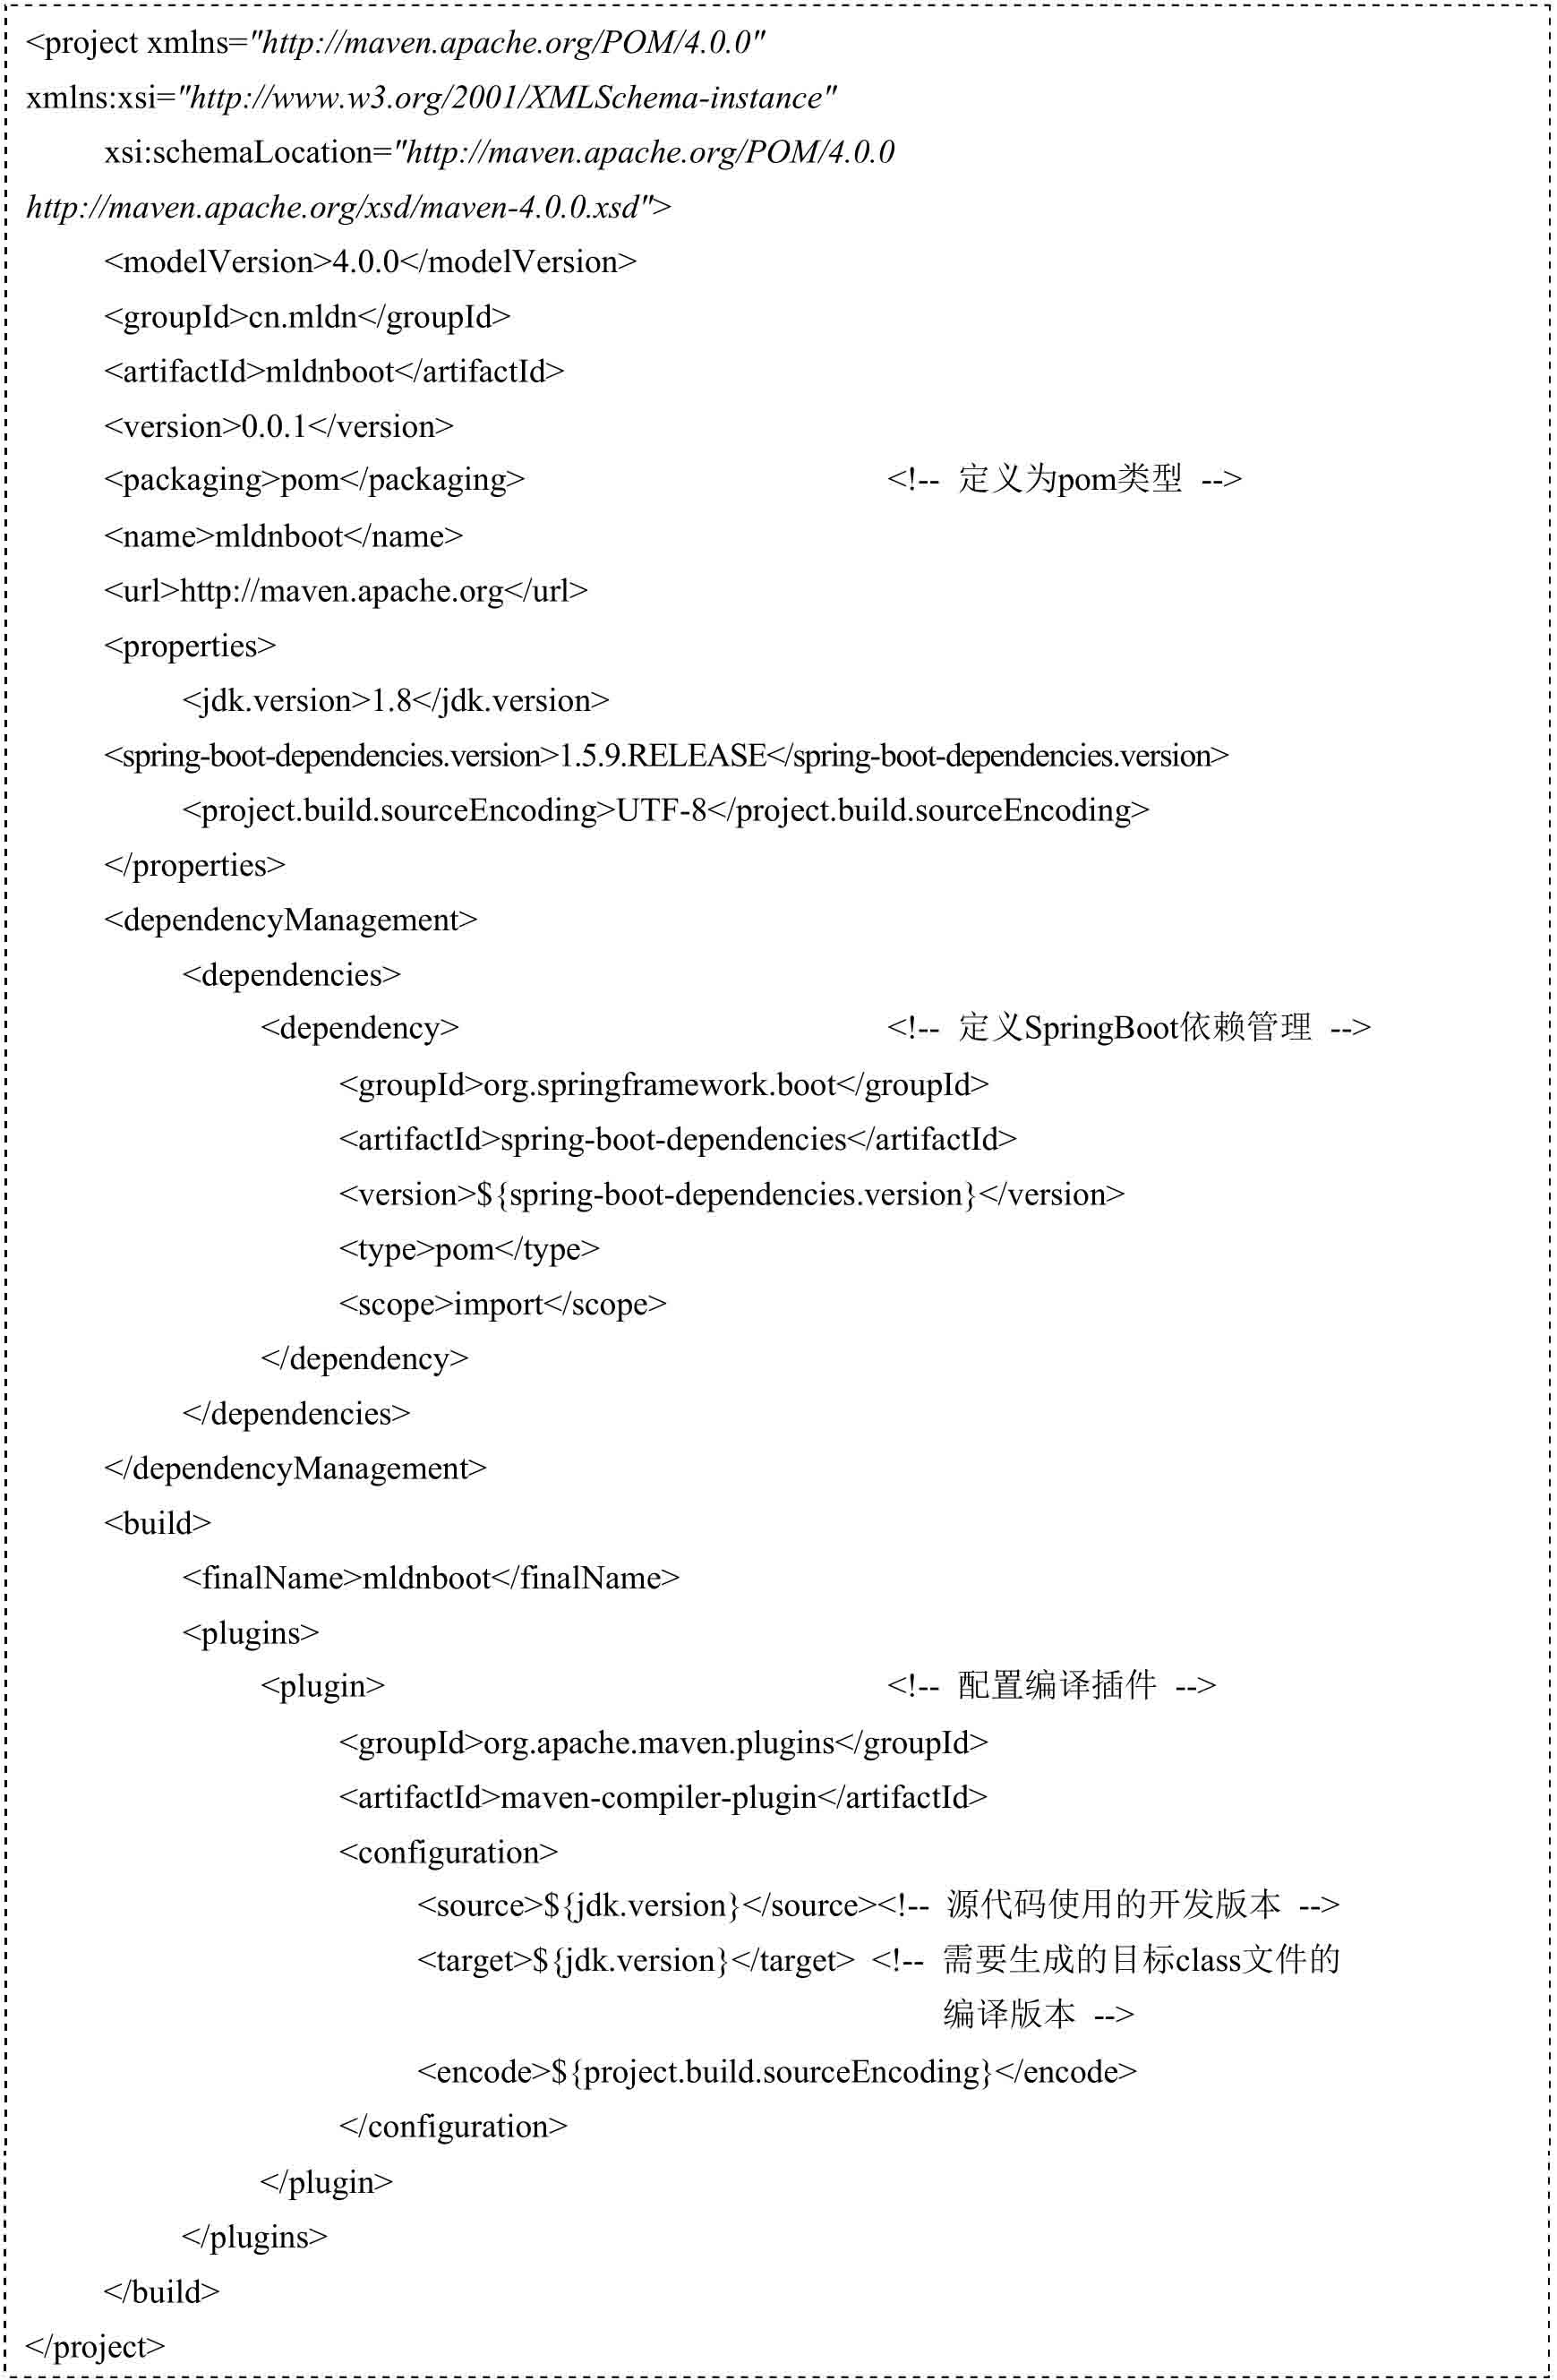 <project xmlns="http://maven.apache.org/POM/4.0.0"
xmlns:xsi="http://www.w3.org/2001/XMLSchema-instance"
xsi:schemaLocation="http://maven.apache.org/POM/4.0.0
http://maven.apache.org/xsd/maven-4.0.0.xsd">
<modelVersion>4.0.0</modelVersion>
<groupId>cn.mldn</groupId>
<artifactId>mldnboot</artifactId>
<version>0.0.1</version>
<packaging>pom</packaging> <!-- 定义为pom类型 -->
<name>mldnboot</name>
<url>http://maven.apache.org</url>
<properties>
<jdk.version>1.8</jdk.version>
<spring-boot-dependencies.version>1.5.9.RELEASE</spring-boot-dependencies.version>
<project.build.sourceEncoding>UTF-8</project.build.sourceEncoding>
</properties>
<dependencyManagement>
<dependencies>
<dependency> <!-- 定义SpringBoot依赖管理 -->
<groupId>org.springframework.boot</groupId>
<artifactId>spring-boot-dependencies</artifactId>
<version>${spring-boot-dependencies.version}</version>
<type>pom</type>
<scope>import</scope>
</dependency>
</dependencies>
</dependencyManagement>
<build>
<finalName>mldnboot</finalName>
<plugins>
<plugin> <!-- 配置编译插件 -->
<groupId>org.apache.maven.plugins</groupId>
<artifactId>maven-compiler-plugin</artifactId>
<configuration>
<source>${jdk.version}</source><!-- 源代码使用的开发版本 -->
<target>${jdk.version}</target> <!-- 需要生成的目标class文件的
编译版本 -->
<encode>${project.build.sourceEncoding}</encode>
</configuration>
</plugin>
</plugins>
</build>
</project>